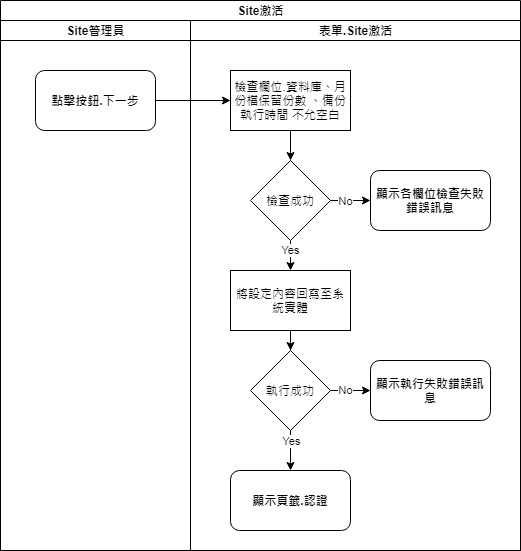 Site激活
Site管理員
表單.Site激活
點擊按鈕.下一步
檢查欄位.資料庫、月
份檔保留份數 、備份
執行時間 不允空白
檢查成功
No
顯示各欄位檢查失敗
錯誤訊息
Yes
將設定內容回寫至系
統實體
執行成功
No
顯示執行失敗錯誤訊
息
Yes
顯示頁籤.認證